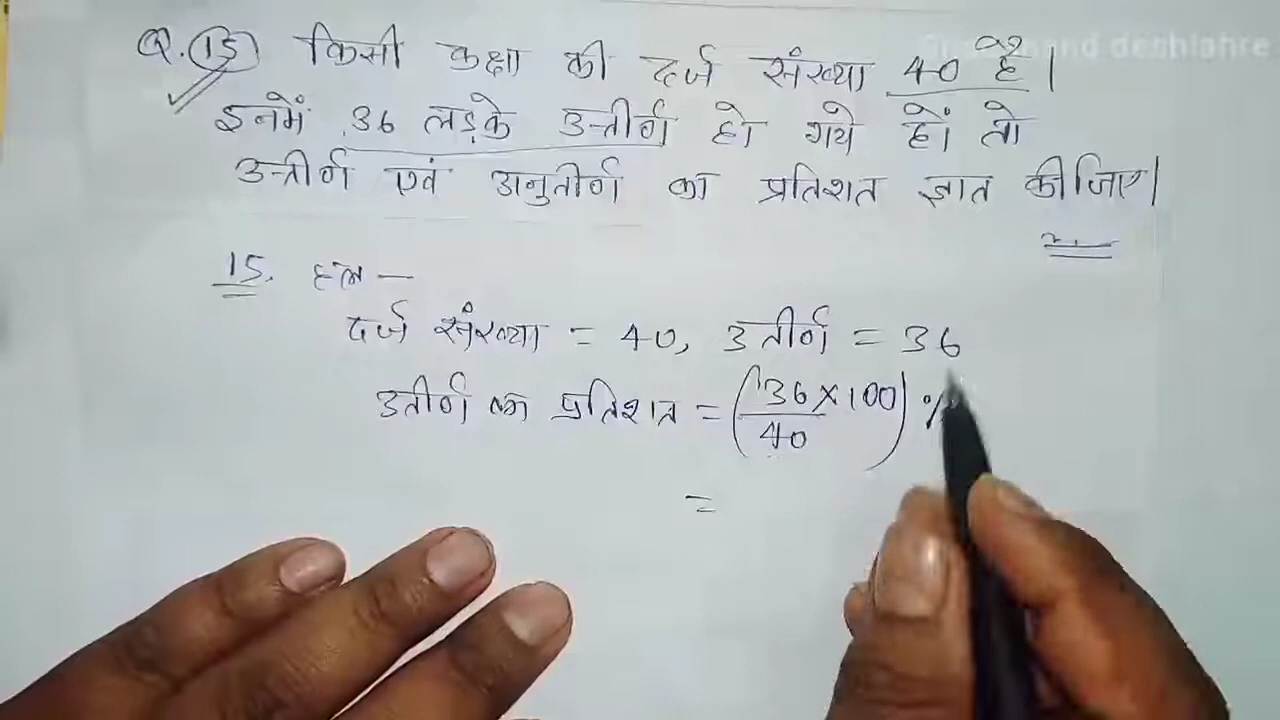 Q. 15 किसी कक्षा की दर्ज संख्या 40 है।
इनमें 36 लड़के उत्तीर्ण हो गये हों तो
उत्तीर्ण एवं अनुतीर्ण का प्रतिशत ज्ञात कीजिए।
15. हल —
दर्ज संख्या = 40, उतीर्ण = 36
उतीर्ण का प्रतिशत = (36×100/40) %
=